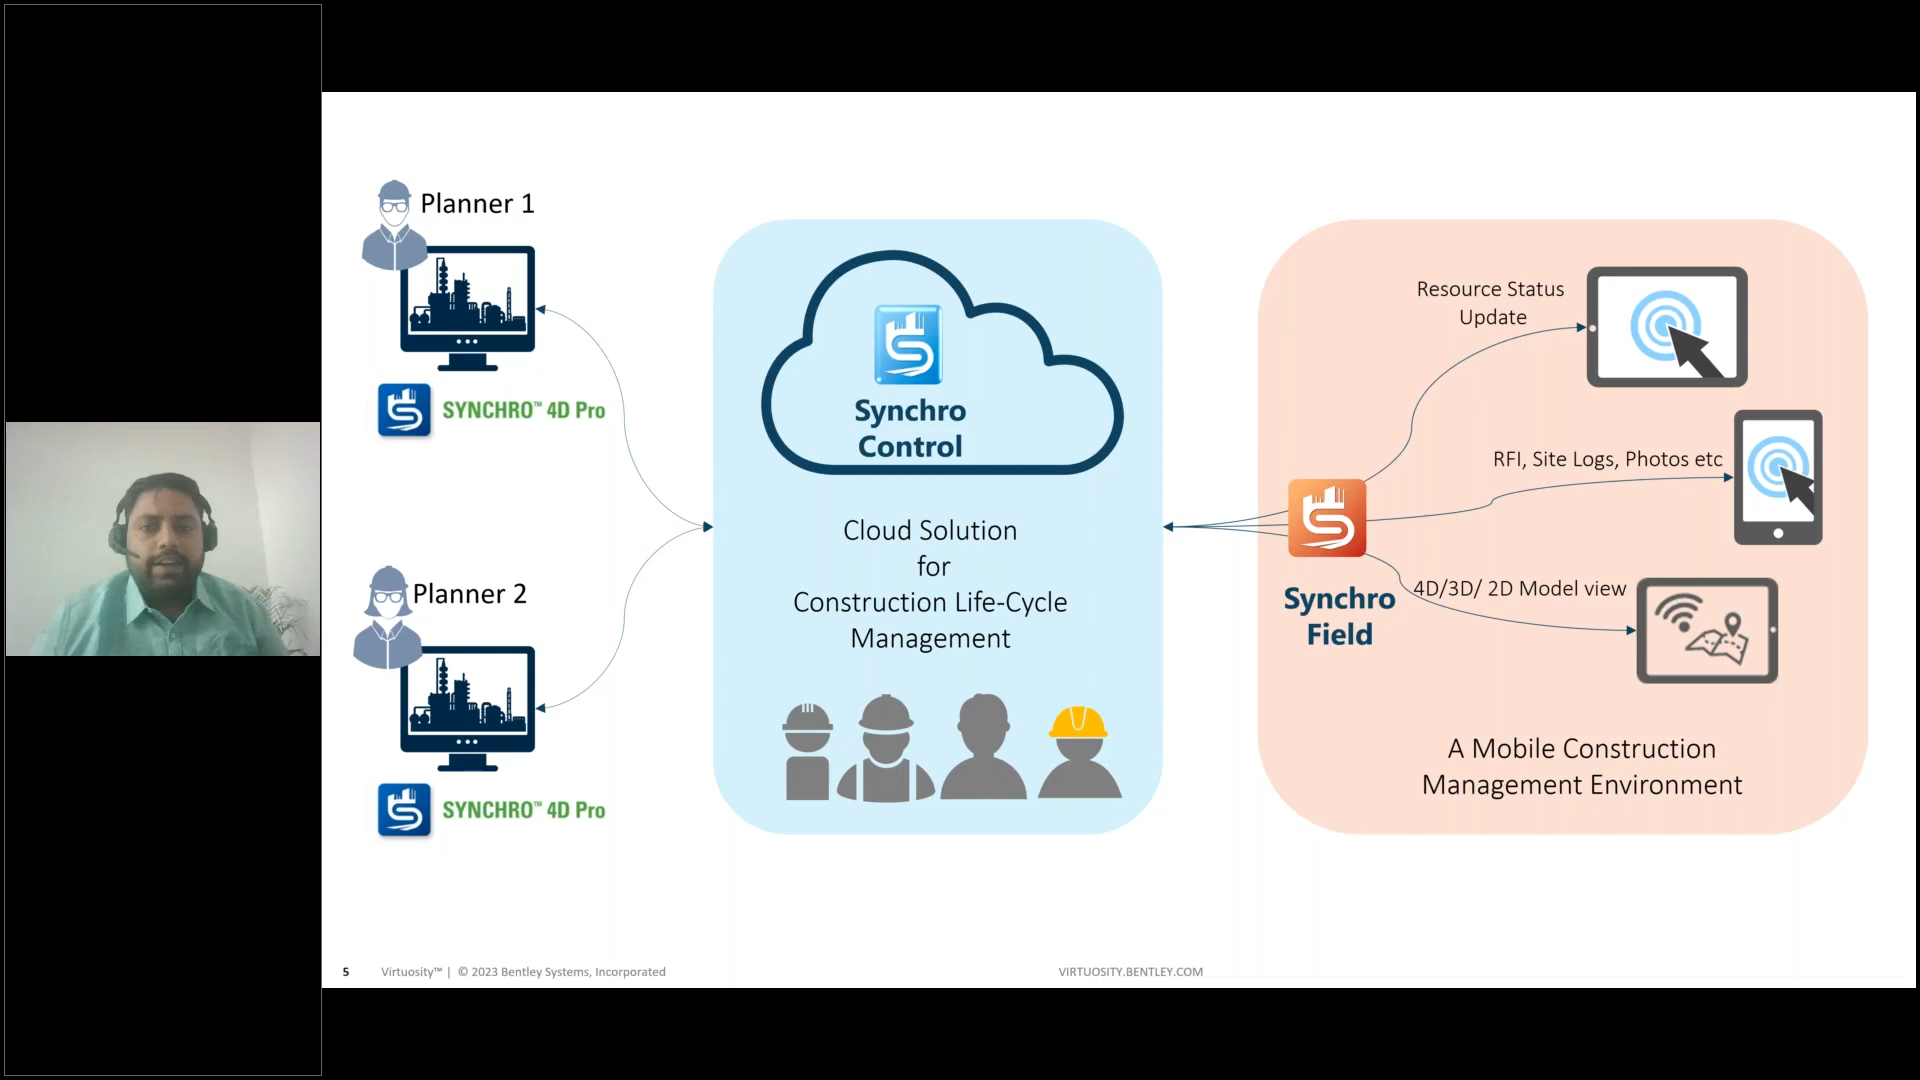 Planner 1
SYNCHRO™ 4D Pro
Planner 2
SYNCHRO™ 4D Pro
Synchro
Control
Cloud Solution
for
Construction Life-Cycle
Management
Resource Status
Update
RFI, Site Logs, Photos etc
4D/3D/ 2D Model view
Synchro
Field
A Mobile Construction
Management Environment
5 Virtuosity™ | © 2023 Bentley Systems, Incorporated
VIRTUOSITY.BENTLEY.COM